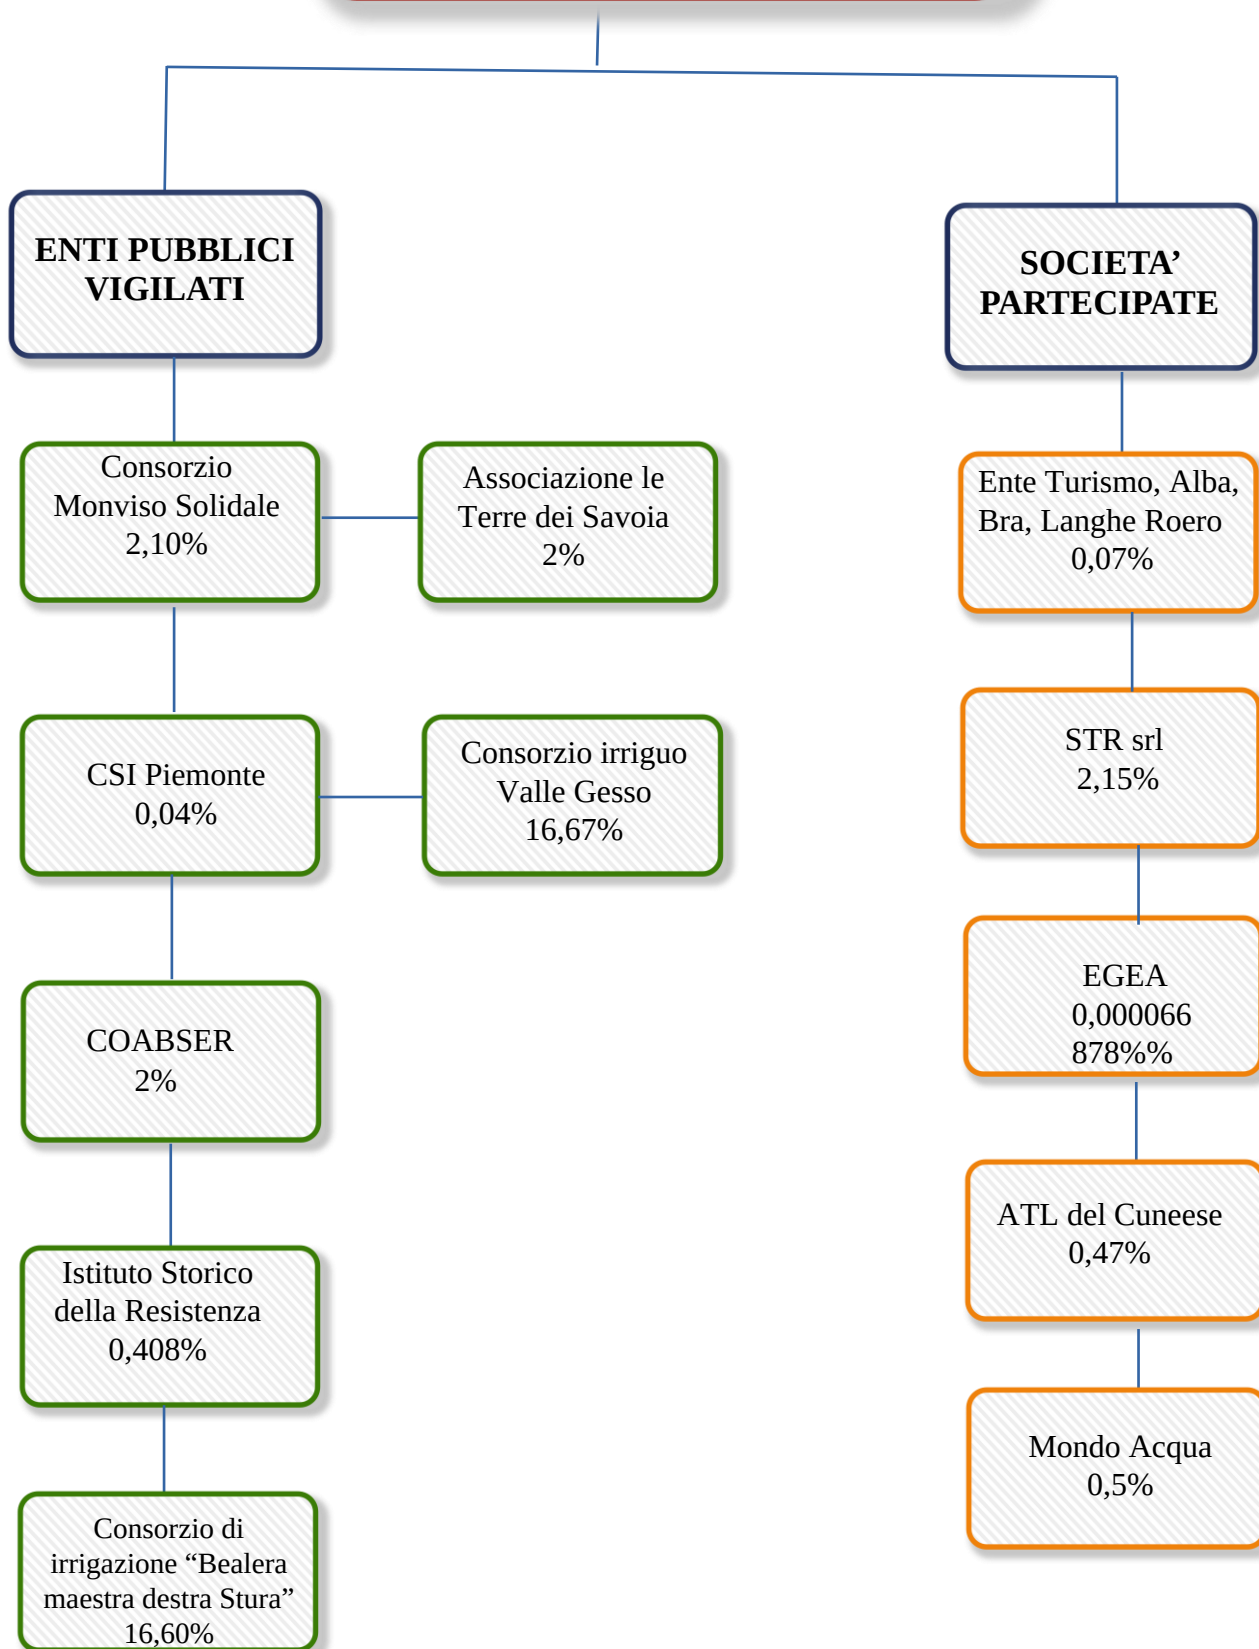 ENTI PUBBLICI
VIGILATI
SOCIETA’
PARTECIPATE
Consorzio
Monviso Solidale
2,10%
Associazione le
Terre dei Savoia
2%
Ente Turismo, Alba,
Bra, Langhe Roero
0,07%
CSI Piemonte
0,04%
Consorzio irriguo
Valle Gesso
16,67%
STR srl
2,15%
COABSER
2%
EGEA
0,000066
878%%
Istituto Storico
della Resistenza
0,408%
ATL del Cuneese
0,47%
Consorzio di
irrigazione “Bealera
maestra destra Stura”
16,60%
Mondo Acqua
0,5%